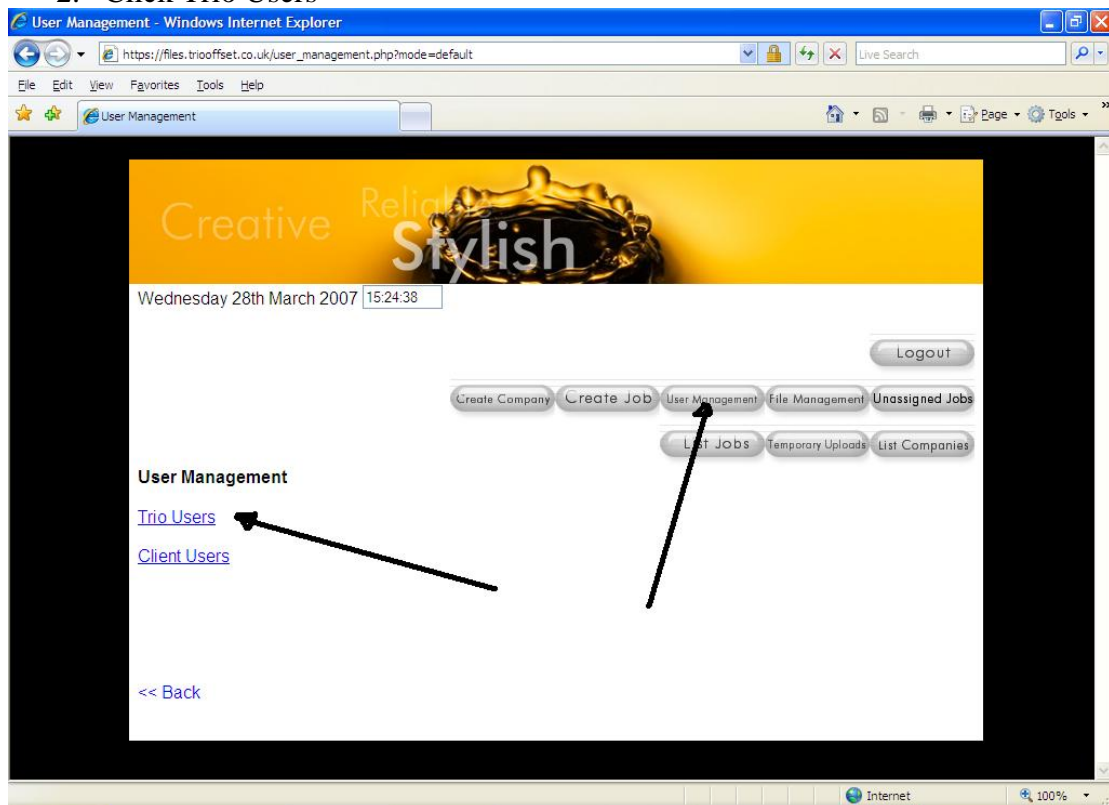 2. Click Trio Users
User Management - Windows Internet Explorer
https://files.triooffset.co.uk/user_management.php?mode=default
Live Search
File Edit View Favorites Tools Help
User Management
Page Tools
Creative Reliable
Stylish
Wednesday 28th March 2007 15:24:38
Logout
Create Company Create Job User Management File Management Unassigned Jobs
List Jobs Temporary Uploads List Companies
User Management
Trio Users
Client Users
<< Back
Internet 100%